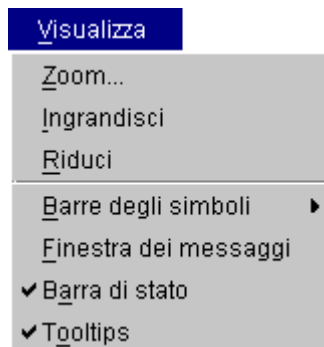 Visualizza
Zoom...
Ingrandisci
Riduci
Barre degli simboli
Finestra dei messaggi
Barra di stato
Tooltips